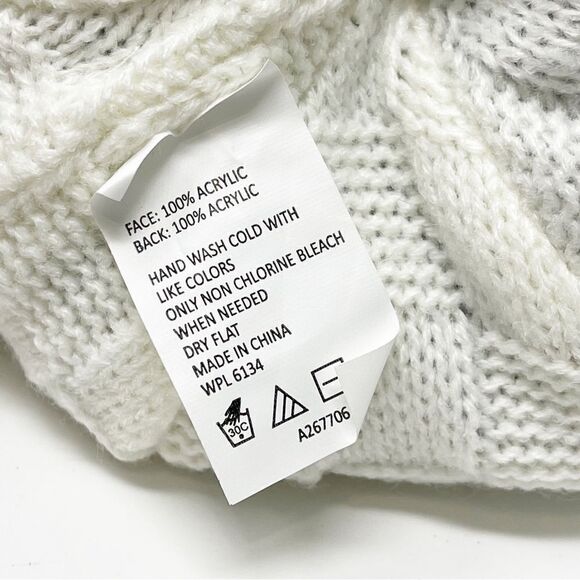 FACE: 100% ACRYLIC
BACK: 100% ACRYLIC
HAND WASH COLD WITH
LIKE COLORS
ONLY NON CHLORINE BLEACH
WHEN NEEDED
DRY FLAT
MADE IN CHINA
WPL 6134
30C
A267706